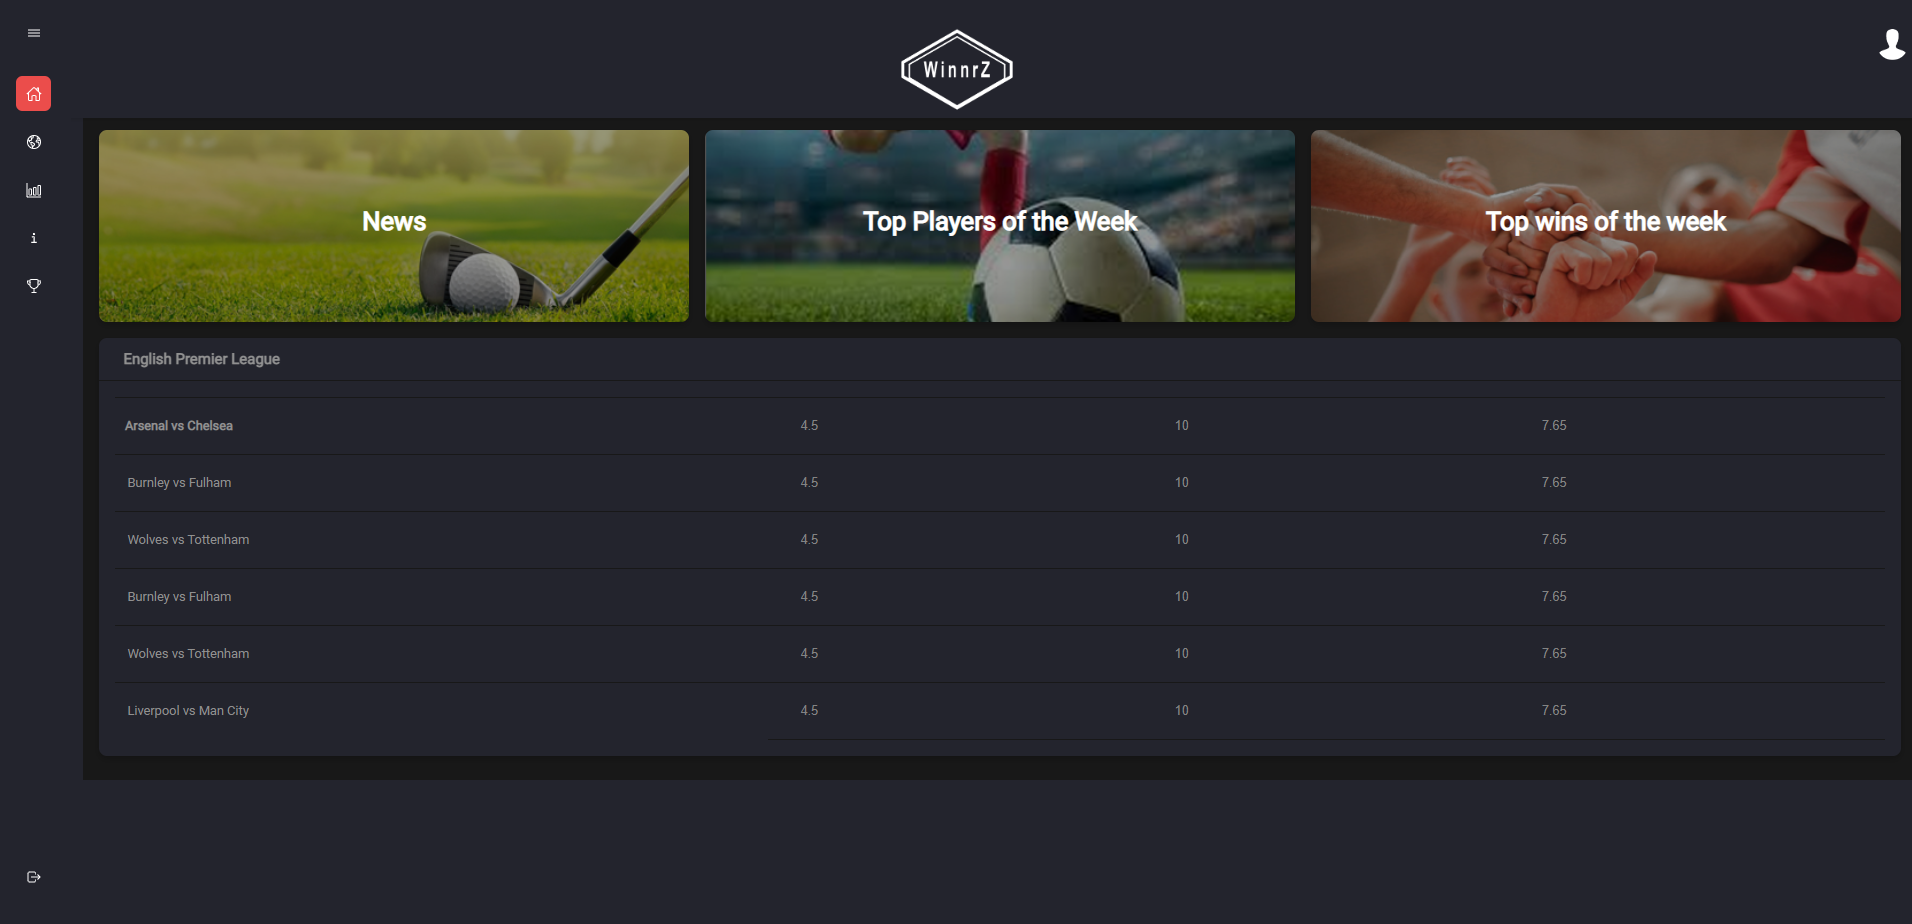 WinnrZ
News
Top Players of the Week
Top wins of the week
English Premier League
Arsenal vs Chelsea 4.5 10 7.65
Burnley vs Fulham 4.5 10 7.65
Wolves vs Tottenham 4.5 10 7.65
Burnley vs Fulham 4.5 10 7.65
Wolves vs Tottenham 4.5 10 7.65
Liverpool vs Man City 4.5 10 7.65